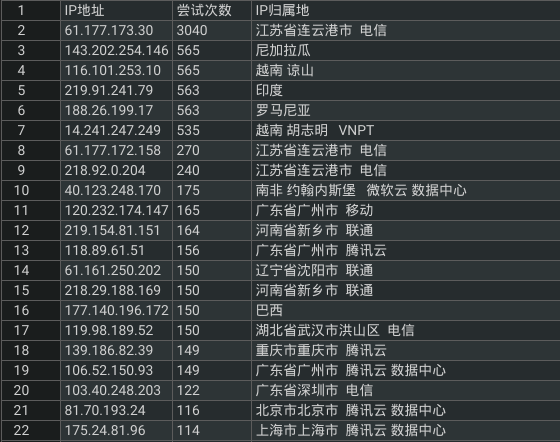 1 IP地址 尝试次数 IP归属地
2 61.177.173.30 3040 江苏省连云港市 电信
3 143.202.254.146 565 尼加拉瓜
4 116.101.253.10 565 越南 谅山
5 219.91.241.79 563 印度
6 188.26.199.17 563 罗马尼亚
7 14.241.247.249 535 越南 胡志明 VNPT
8 61.177.172.158 270 江苏省连云港市 电信
9 218.92.0.204 240 江苏省连云港市 电信
10 40.123.248.170 175 南非 约翰内斯堡 微软云 数据中心
11 120.232.174.147 165 广东省广州市 移动
12 219.154.81.151 164 河南省新乡市 联通
13 118.89.61.51 156 广东省广州市 腾讯云
14 61.161.250.202 150 辽宁省沈阳市 联通
15 218.29.188.169 150 河南省新乡市 联通
16 177.140.196.172 150 巴西
17 119.98.189.52 150 湖北省武汉市洪山区 电信
18 139.186.82.39 149 重庆市重庆市 腾讯云
19 106.52.150.93 149 广东省广州市 腾讯云 数据中心
20 103.40.248.203 122 广东省深圳市 电信
21 81.70.193.24 116 北京市北京市 腾讯云 数据中心
22 175.24.81.96 114 上海市上海市 腾讯云 数据中心